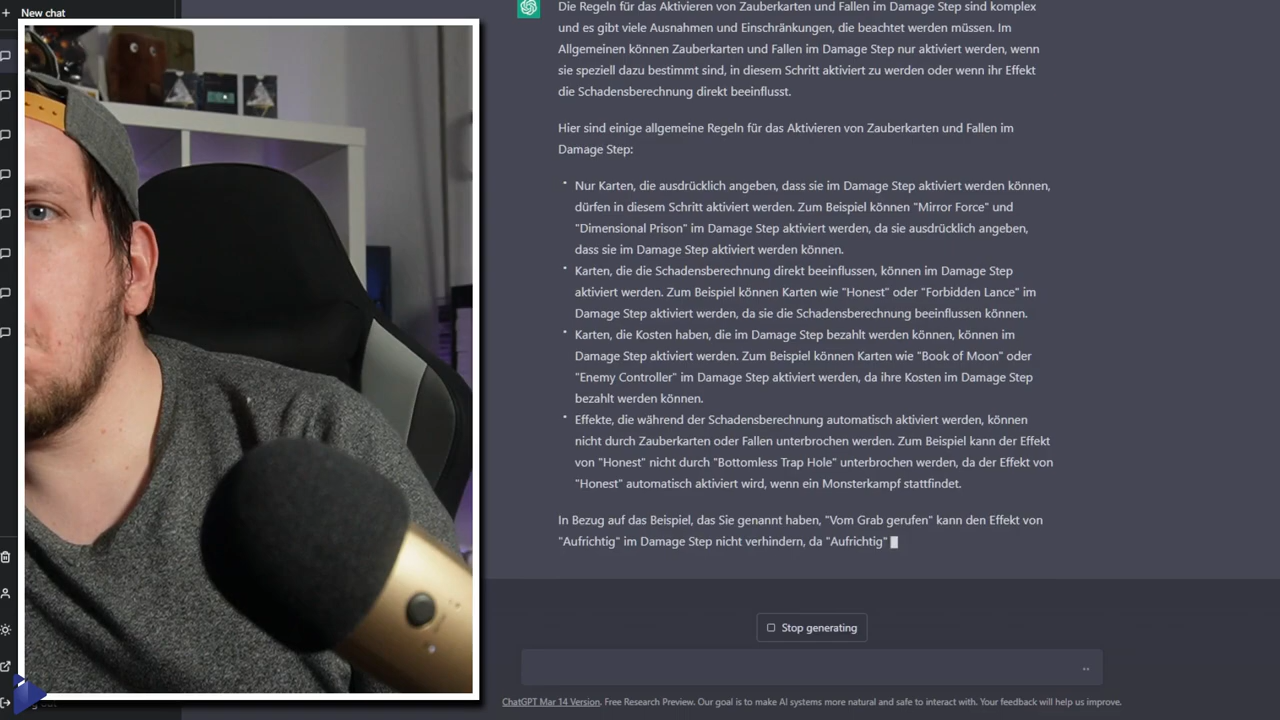 New chat
Die Regeln für das Aktivieren von Zauberkarten und Fallen im Damage Step sind komplex
und es gibt viele Ausnahmen und Einschränkungen, die beachtet werden müssen. Im
Allgemeinen können Zauberkarten und Fallen im Damage Step nur aktiviert werden, wenn
sie speziell dazu bestimmt sind, in diesem Schritt aktiviert zu werden oder wenn ihr Effekt
die Schadensberechnung direkt beeinflusst.
Hier sind einige allgemeine Regeln für das Aktivieren von Zauberkarten und Fallen im
Damage Step:
• Nur Karten, die ausdrücklich angeben, dass sie im Damage Step aktiviert werden können,
dürfen in diesem Schritt aktiviert werden. Zum Beispiel können "Mirror Force" und
"Dimensional Prison" im Damage Step aktiviert werden, da sie ausdrücklich angeben,
dass sie im Damage Step aktiviert werden können.
• Karten, die die Schadensberechnung direkt beeinflussen, können im Damage Step
aktiviert werden. Zum Beispiel können Karten wie "Honest" oder "Forbidden Lance" im
Damage Step aktiviert werden, da sie die Schadensberechnung beeinflussen können.
• Karten, die Kosten haben, die im Damage Step bezahlt werden können, können im
Damage Step aktiviert werden. Zum Beispiel können Karten wie "Book of Moon" oder
"Enemy Controller" im Damage Step aktiviert werden, da ihre Kosten im Damage Step
bezahlt werden können.
• Effekte, die während der Schadensberechnung automatisch aktiviert werden, können
nicht durch Zauberkarten oder Fallen unterbrochen werden. Zum Beispiel kann der Effekt
von "Honest" nicht durch "Bottomless Trap Hole" unterbrochen werden, da der Effekt von
"Honest" automatisch aktiviert wird, wenn ein Monsterkampf stattfindet.
In Bezug auf das Beispiel, das Sie genannt haben, "Vom Grab gerufen" kann den Effekt von
"Aufrichtig" im Damage Step nicht verhindern, da "Aufrichtig"
Stop generating
ChatGPT Mar 14 Version. Free Research Preview. Our goal is to make AI systems more natural and safe to interact with. Your feedback will help us improve.